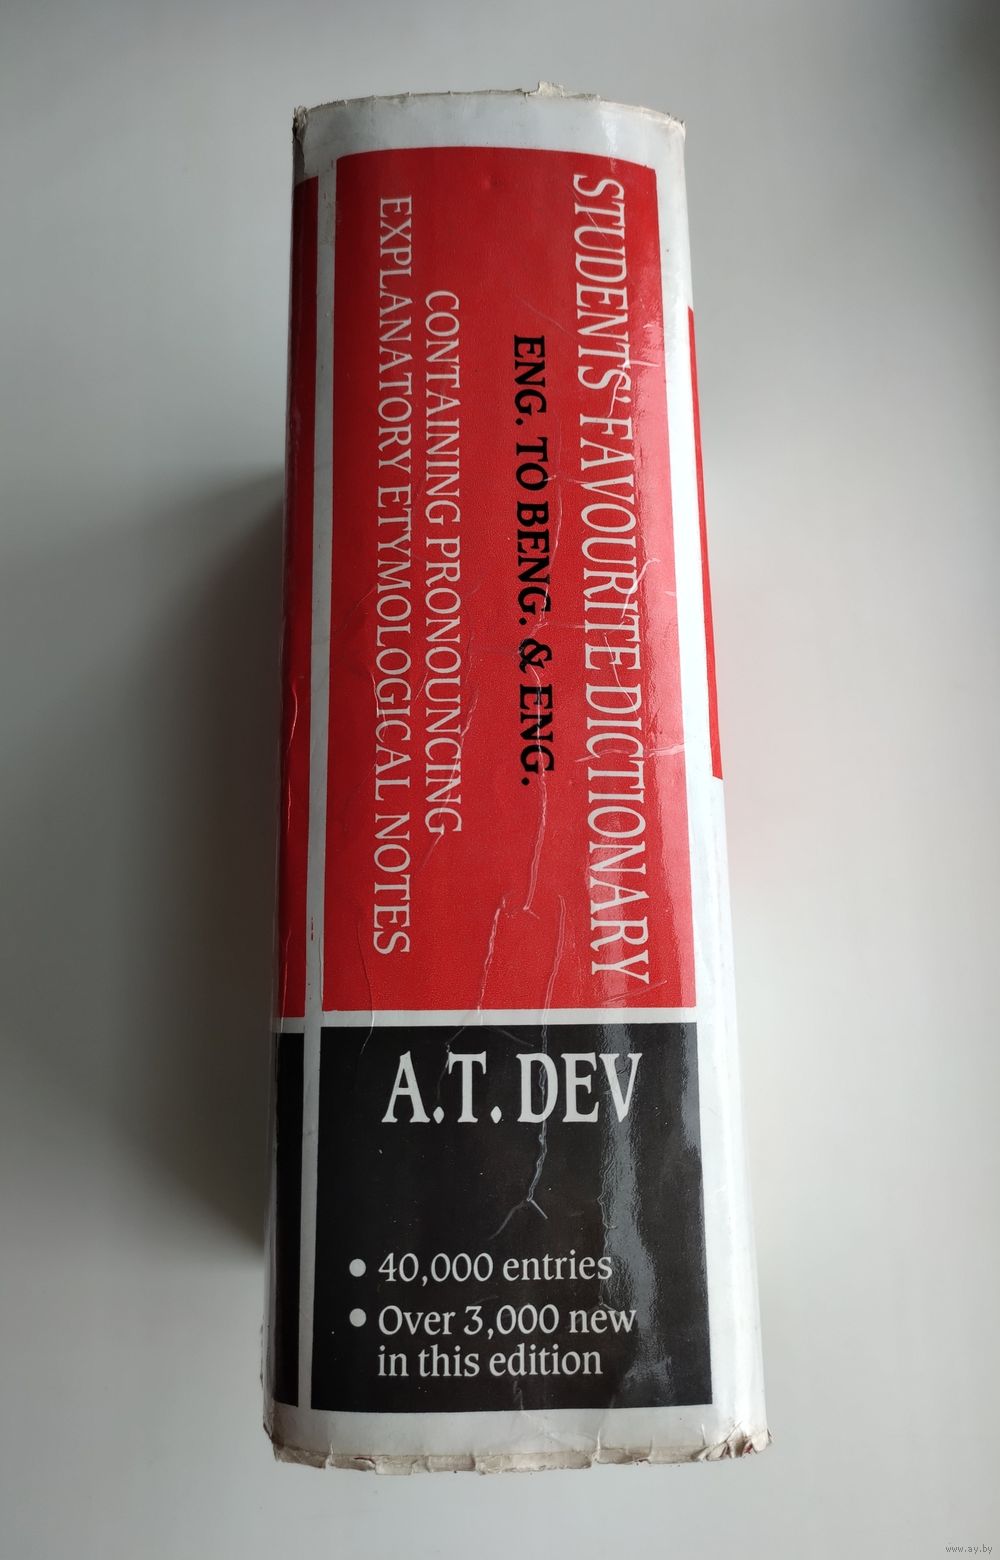 STUDENTS' FAVOURITE DICTIONARY
ENG. TO BENG. & ENG.
CONTAINING PRONOUNCING
EXPLANATORY ETYMOLOGICAL NOTES
A.T. DEV
• 40,000 entries
• Over 3,000 new
in this edition
www.ay.by